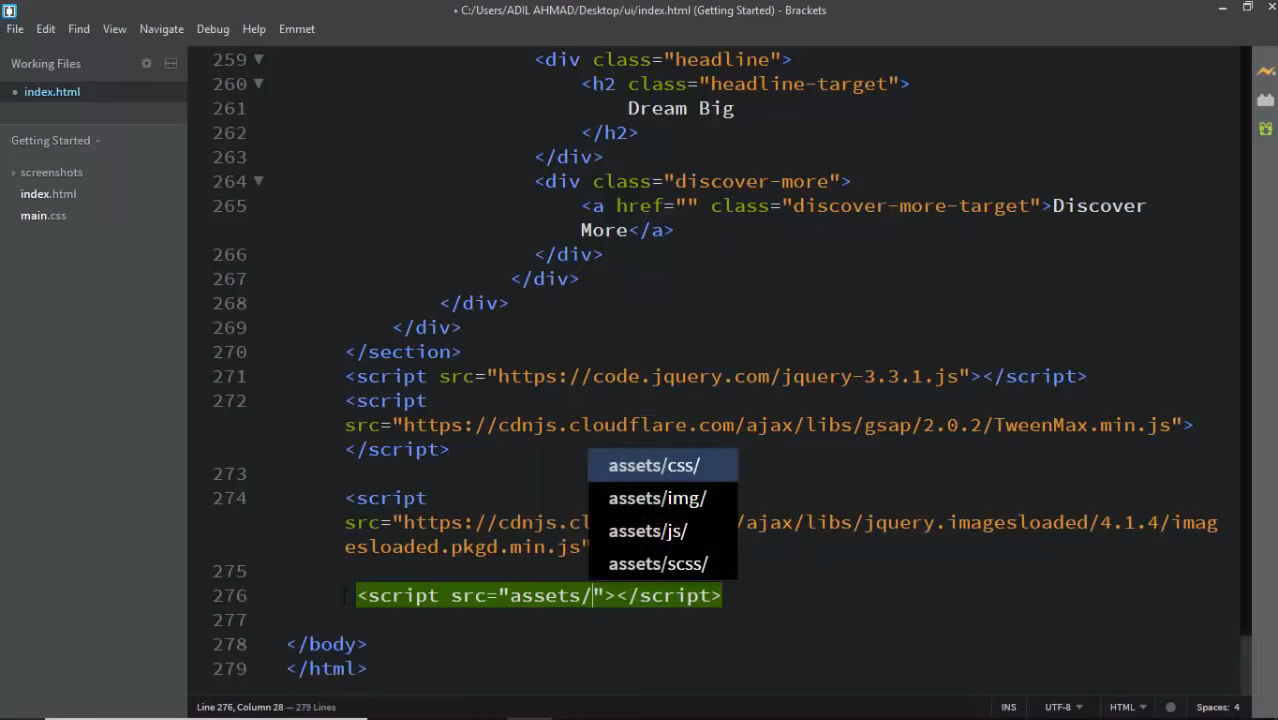 • C:/Users/ADIL AHMAD/Desktop/ui/index.html (Getting Started) - Brackets
File Edit Find View Navigate Debug Help Emmet
Working Files
• index.html
Getting Started
screenshots
index.html
main.css
259 <div class="headline">
260 <h2 class="headline-target">
261 Dream Big
262 </h2>
263 </div>
264 <div class="discover-more">
265 <a href="" class="discover-more-target">Discover
More</a>
266 </div>
267 </div>
268 </div>
269 </div>
270 </section>
271 <script src="https://code.jquery.com/jquery-3.3.1.js"></script>
272 <script
src="https://cdnjs.cloudflare.com/ajax/libs/gsap/2.0.2/TweenMax.min.js">
</script>
273
274 <script
src="https://cdnjs.cl /ajax/libs/jquery.imagesloaded/4.1.4/imag
esloaded.pkgd.min.js"
assets/css/
assets/img/
assets/js/
assets/scss/
275
276 <script src="assets/"></script>
277
278 </body>
279 </html>
Line 276, Column 28 — 279 Lines
INS UTF-8 HTML Spaces: 4